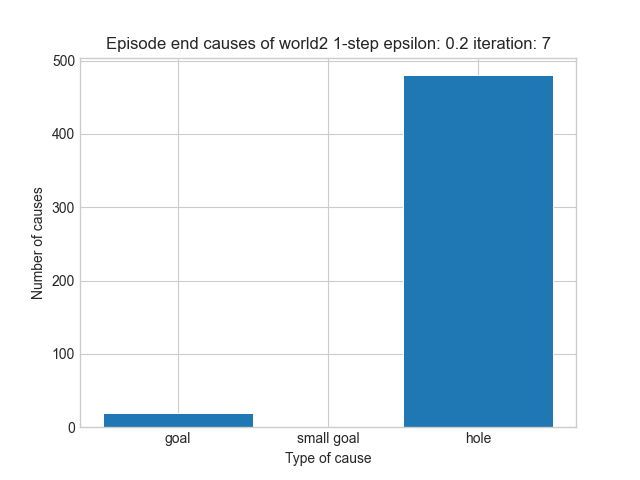 Episode end causes of world2 1-step epsilon: 0.2 iteration: 7
500
400
300
200
100
0
Number of causes
goal small goal hole
Type of cause